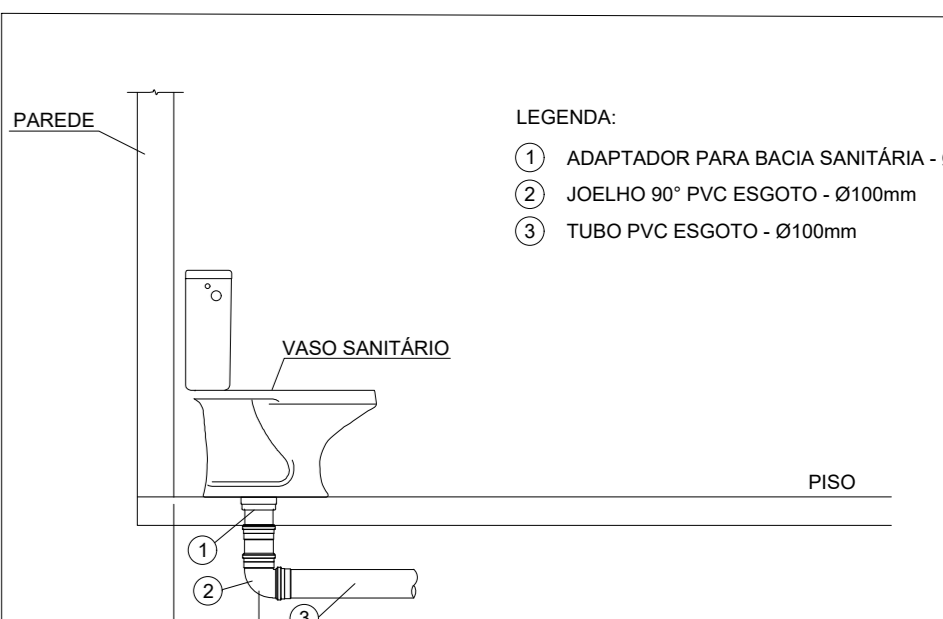 PAREDE
LEGENDA:
1 ADAPTADOR PARA BACIA SANITÁRIA -
2 JOELHO 90° PVC ESGOTO - Ø100mm
3 TUBO PVC ESGOTO - Ø100mm
VASO SANITÁRIO
PISO
1
2
3